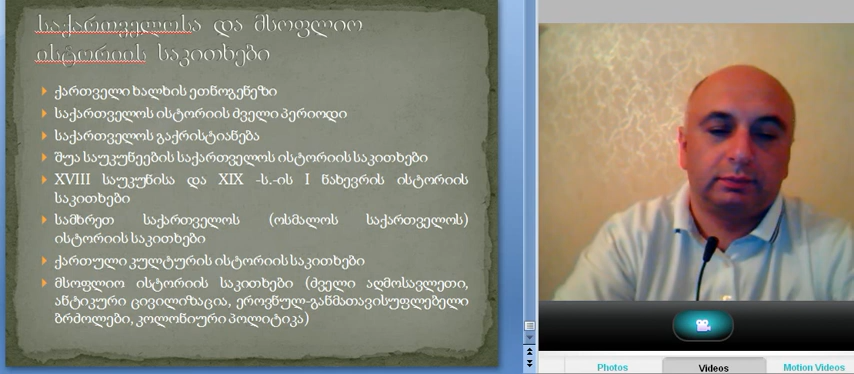 საქართველოსა და მსოფლიო
ისტორიის საკითხები
ქართველი ხალხის ეთნოგენეზი
საქართველოს ისტორიის ძველი პერიოდი
საქართველოს გაქრისტიანება
შუა საუკუნეების საქართველოს ისტორიის საკითხები
XVIII საუკუნისა და XIX -ს.-ის I ნახევრის ისტორიის
საკითხები
სამხრეთ საქართველოს (ოსმალოს საქართველოს)
ისტორიის საკითხები
ქართული კულტურის ისტორიის საკითხები
მსოფლიო ისტორიის საკითხები (ძველი აღმოსავლეთი,
ანტიკური ცივილიზაცია, ეროვნულ-განმათავისუფლებელი
ბრძოლები, კოლონიური პოლიტიკა)
Photos
Videos
Motion Videos